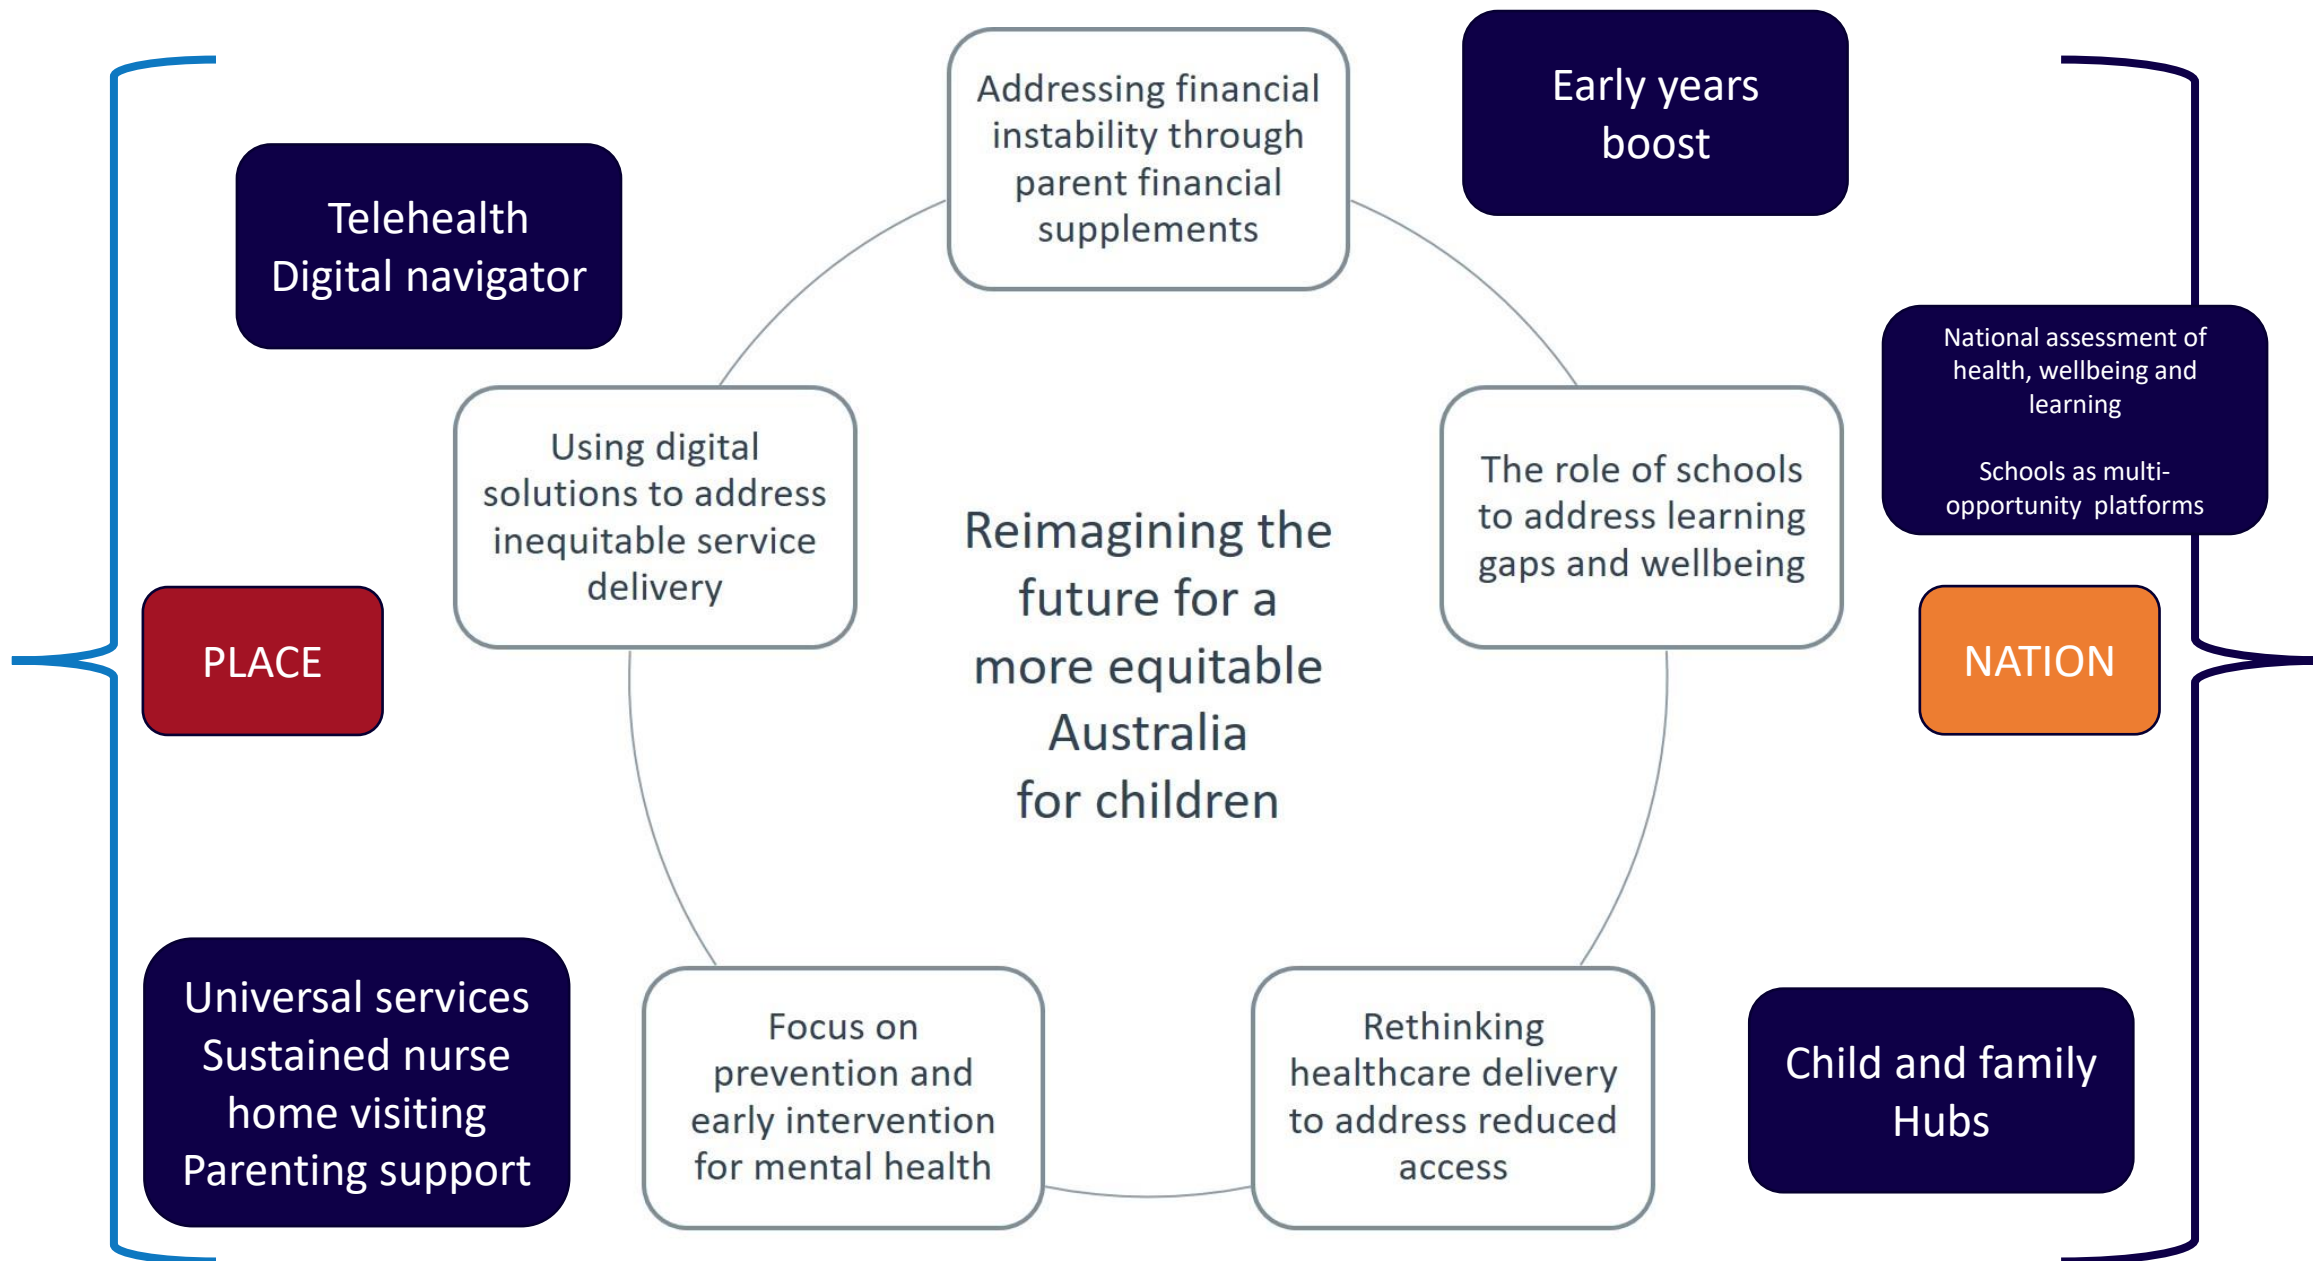 Addressing financial
instability through
parent financial
supplements
Early years
boost
Telehealth
Digital navigator
National assessment of
health, wellbeing and
learning
Schools as multi-
opportunity platforms
Using digital
solutions to address
inequitable service
delivery
The role of schools
to address learning
gaps and wellbeing
Reimagining the
future for a
more equitable
Australia
for children
PLACE
NATION
Universal services
Sustained nurse
home visiting
Parenting support
Focus on
prevention and
early intervention
for mental health
Rethinking
healthcare delivery
to address reduced
access
Child and family
Hubs